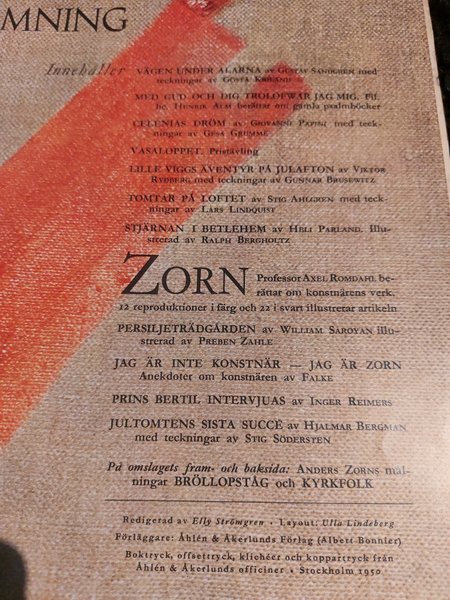 MNING
Innehåller VÄGEN UNDER ALARNA av Gustav Sandgren med
teckningar av Gösta Kriland
MED GUD OCH DIG TROLOFWAR JAG MIG. Fil.
lic. Henrik Alm berättar om gamla psalmböcker
CELENIAS DRÖM av Giovanni Papini med teck-
ningar av Gesa Grumme
VASALOPPET. Pristävling
LILLE VIGGS ÄVENTYR PÅ JULAFTON av Viktor
Rydberg med teckningar av Gunnar Brusewitz
TOMTAR PÅ LOFTET av Stig Ahlgren med teck-
ningar av Lars Lindquist
STJÄRNAN I BETLEHEM av Heli Parland. Illu-
strerad av Ralph Bergholtz
ZORN Professor Axel Romdahl be-
rättar om konstnärens verk.
12 reproduktioner i färg och 22 i svart illustrerar artikeln
PERSILJETRÄDGÅRDEN av William Saroyan illu-
strerad av Preben Zahle
JAG ÄR INTE KONSTNÄR — JAG ÄR ZORN
Anekdoter om konstnären av Falke
PRINS BERTIL INTERVJUAS av Inger Reimers
JULTOMTENS SISTA SUCCÉ av Hjalmar Bergman
med teckningar av Stig Södersten
På omslagets fram- och baksida: Anders Zorns mål-
ningar BRÖLLOPSTÅG och KYRKFOLK
Redigerad av Elly Strömgren • Layout: Ulla Lindeberg
Förläggare: Åhlén & Åkerlunds Förlag (Albert Bonnier)
Boktryck, offsettryck, klichéer och koppartryck från
Åhlén & Åkerlunds officiner • Stockholm 1950